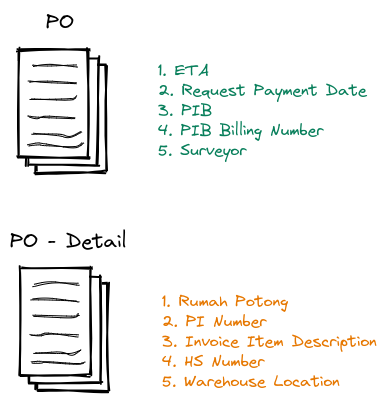 PO
1. ETA
2. Request Payment Date
3. PIB
4. PIB Billing Number
5. Surveyor
PO - Detail
1. Rumah Potong
2. PI Number
3. Invoice Item Description
4. HS Number
5. Warehouse Location